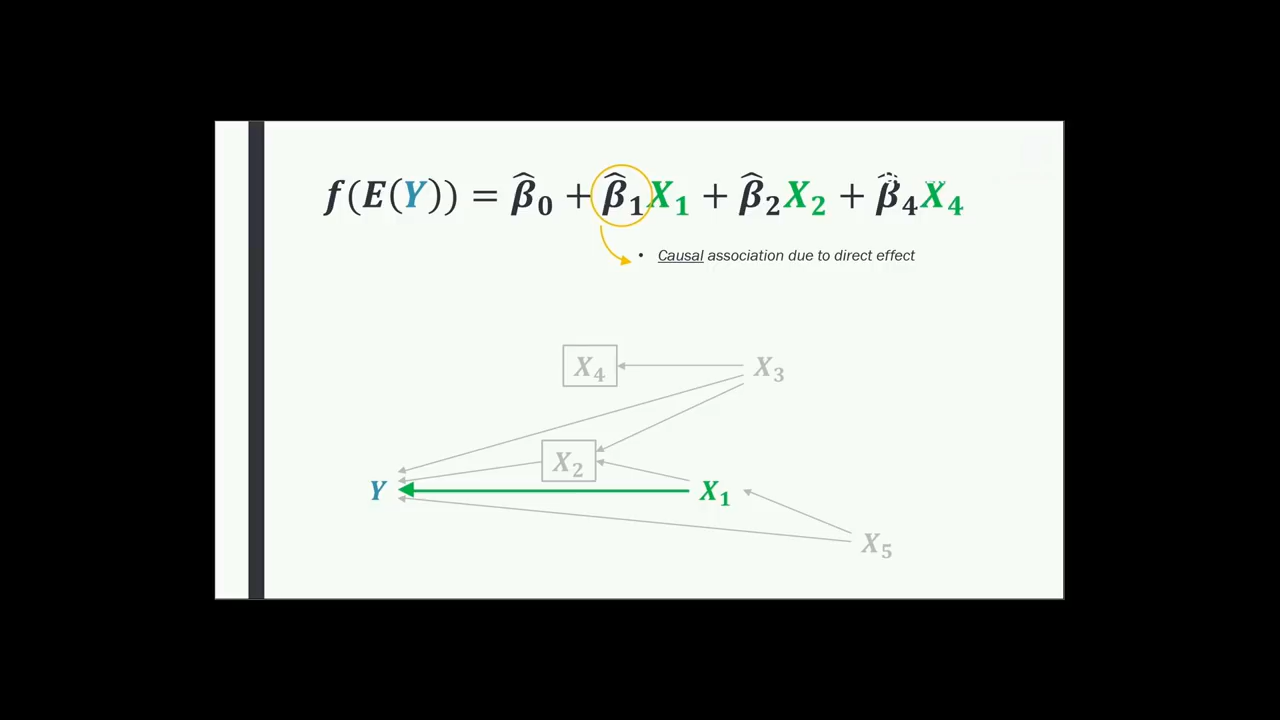 f(E(Y)) = β̂₀ + β̂₁X₁ + β̂₂X₂ + β̂₄X₄
• Causal association due to direct effect
X₄ X₃
X₂
Y X₁
X₅